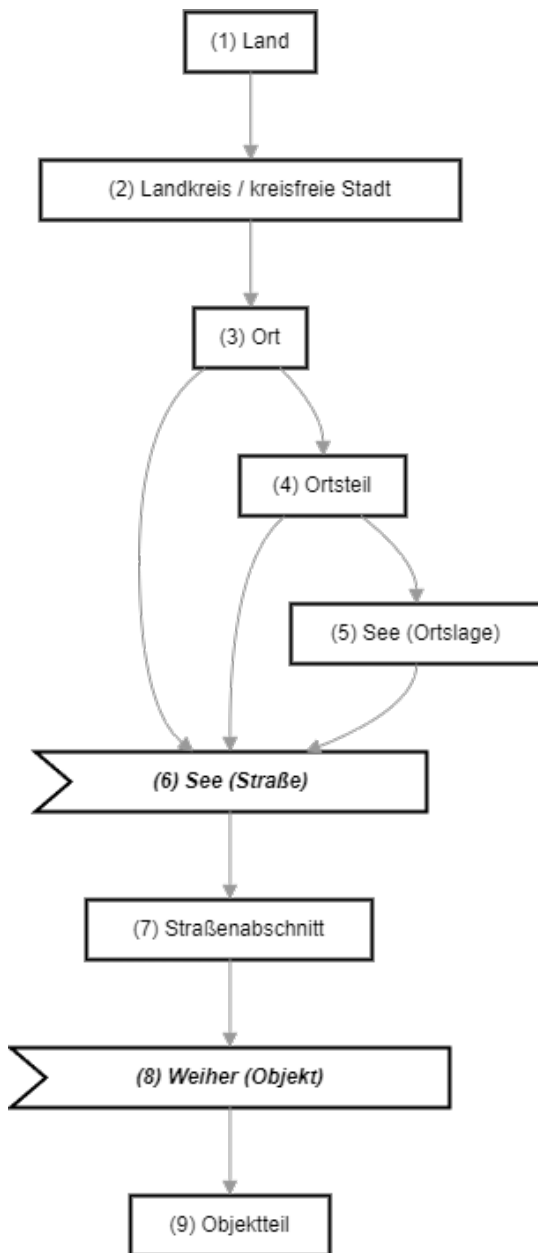 (1) Land
(2) Landkreis / kreisfreie Stadt
(3) Ort
(4) Ortsteil
(5) See (Ortslage)
(6) See (Straße)
(7) Straßenabschnitt
(8) Weiher (Objekt)
(9) Objektteil